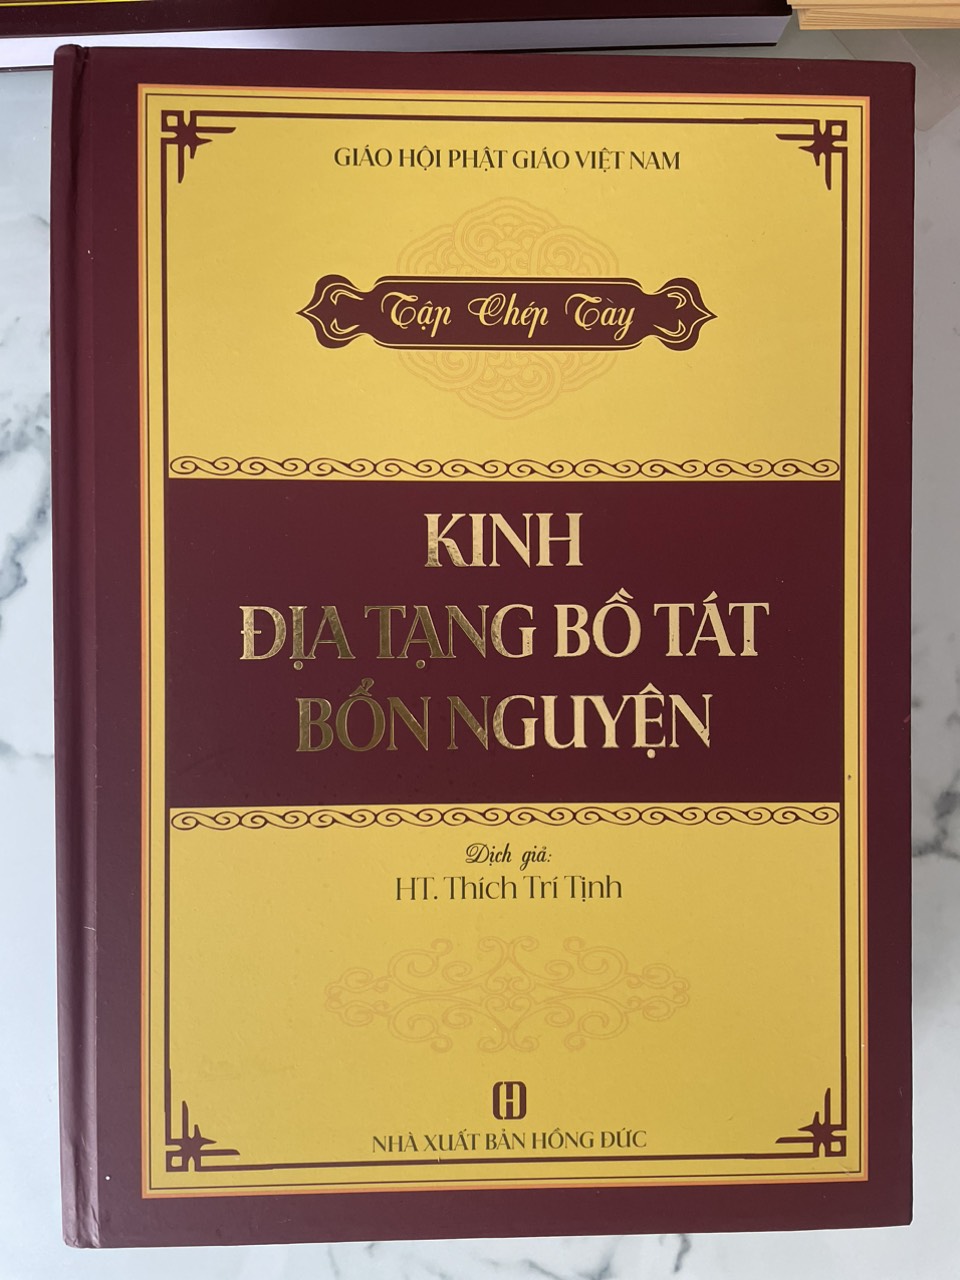 GIÁO HỘI PHẬT GIÁO VIỆT NAM
Tập Chép Tày
KINH
ĐỊA TẠNG BỒ TÁT
BỔN NGUYỆN
Dịch giả:
HT. Thích Trí Tịnh
NHÀ XUẤT BẢN HỒNG ĐỨC